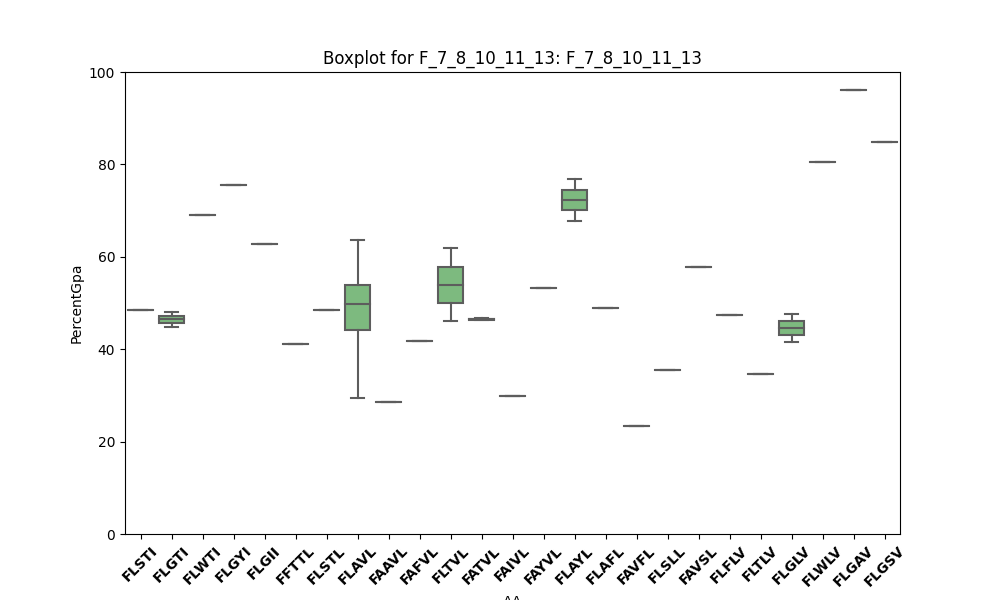 Boxplot for F_7_8_10_11_13: F_7_8_10_11_13
PercentGpa
100
80
60
40
20
0
FLSTI
FLGTI
FLWTI
FLGYI
FLGII
FFTTL
FLSTL
FLAVL
FAAVL
FAFVL
FLTVL
FATVL
FAIVL
FAYVL
FLAYL
FLAFL
FAVFL
FLSLL
FAVSL
FLFLV
FLTLV
FLGLV
FLWLV
FLGAV
FLGSV
AA